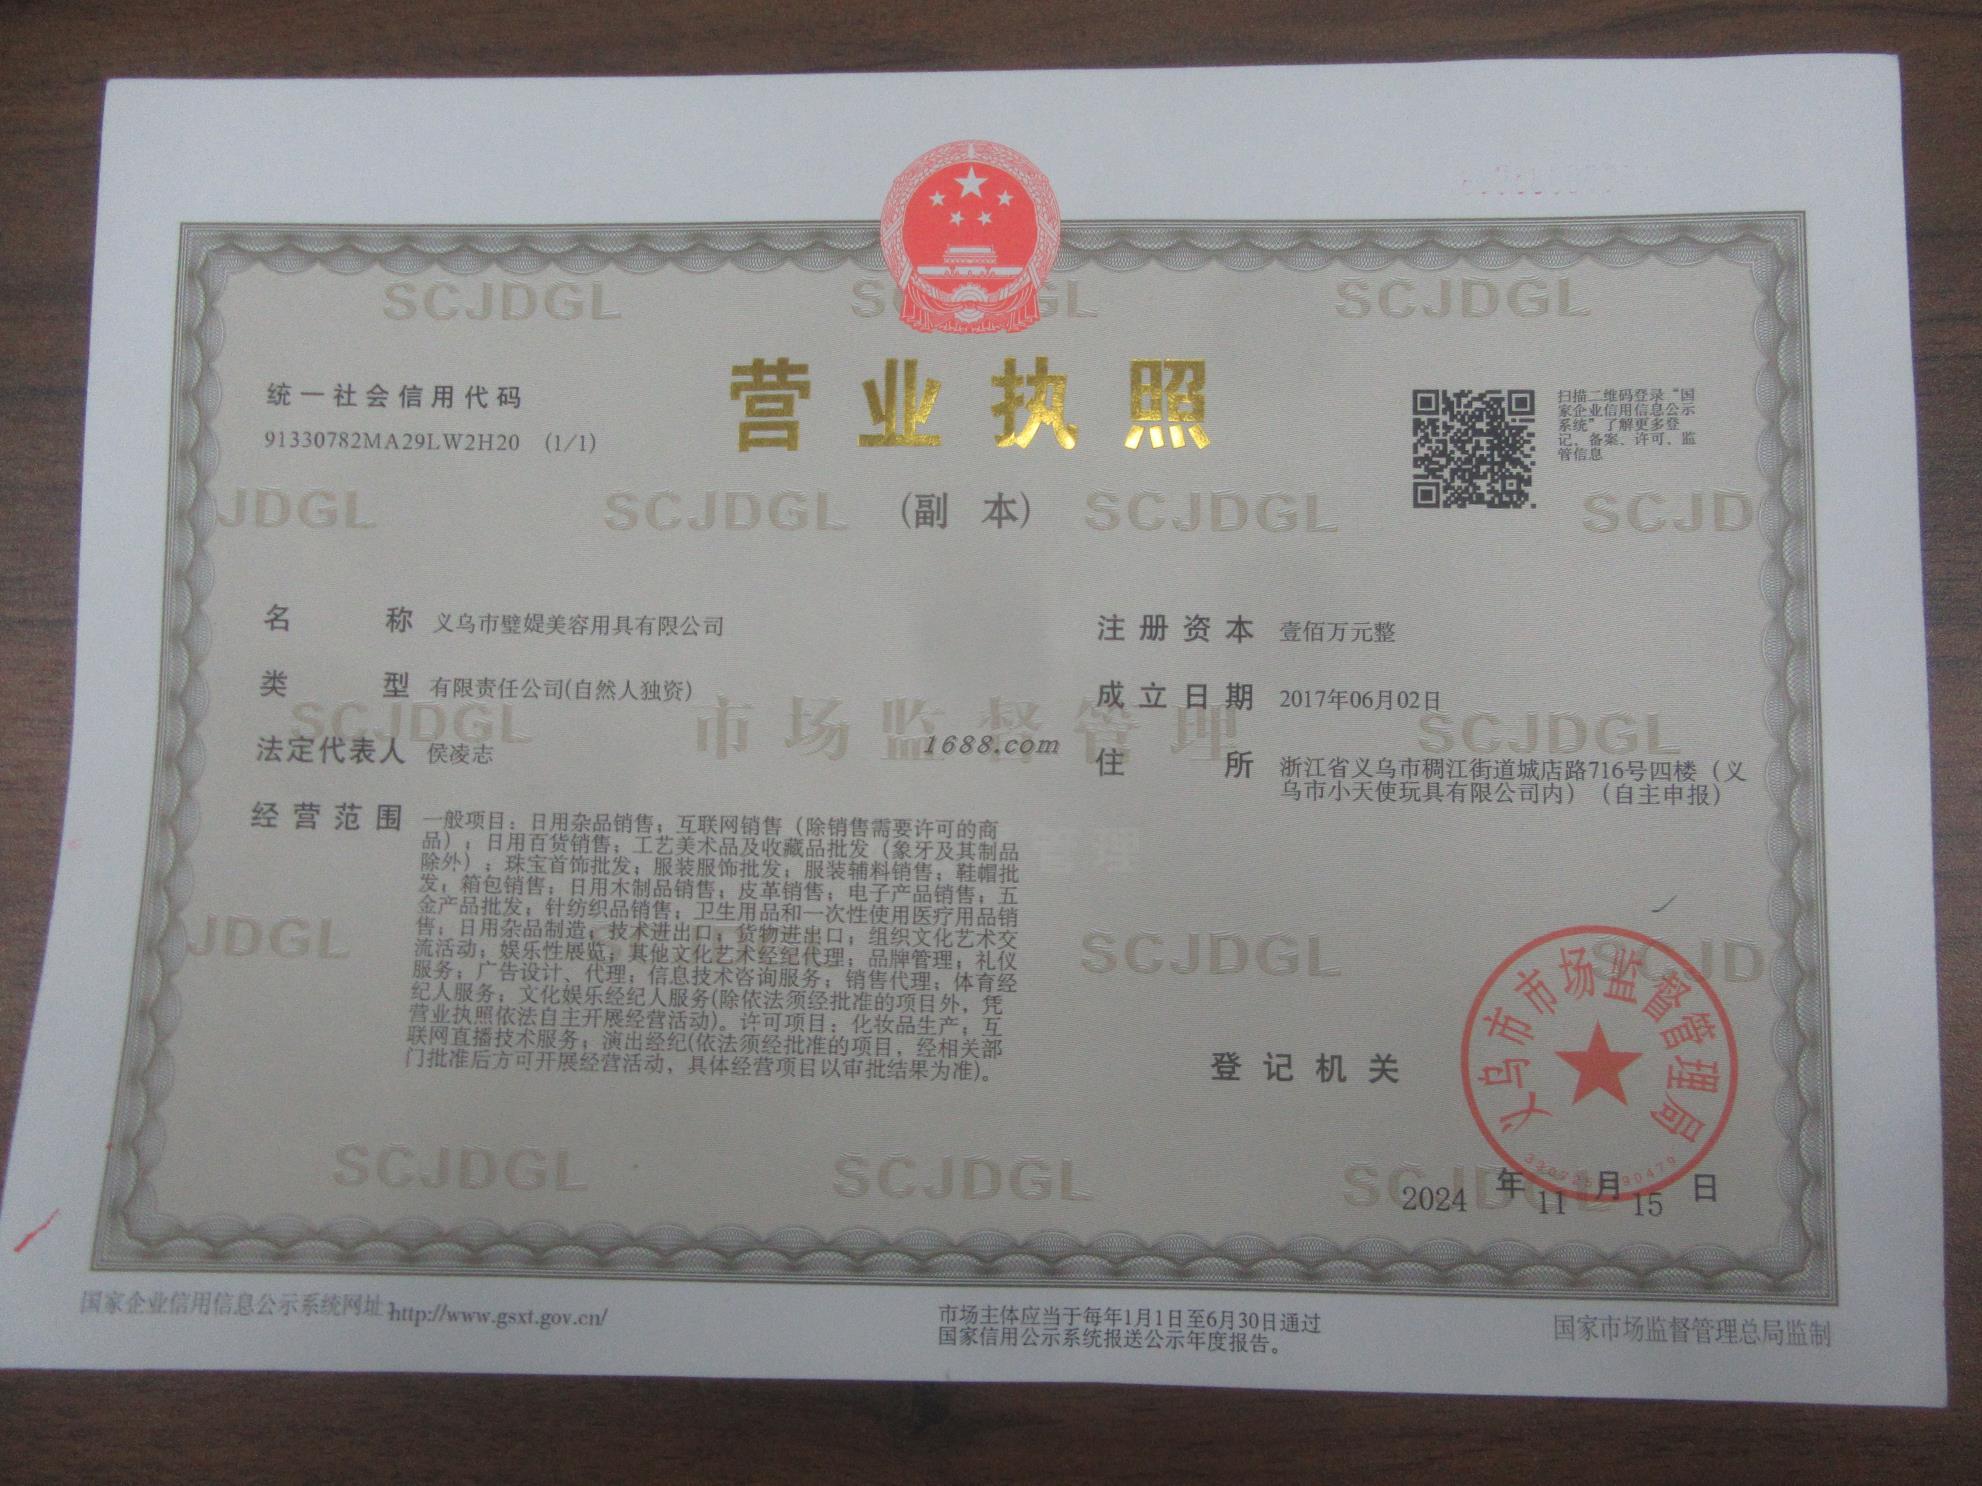 统一社会信用代码
91330782MA29LW2H20 (1/1)
营业执照
(副 本)
扫描二维码登录“国
家企业信用信息公示
系统”了解更多登
记、备案、许可、监
管信息
名 称 义乌市璧媞美容用具有限公司
类 型 有限责任公司(自然人独资)
法定代表人 侯凌志
经营范围 一般项目：日用杂品销售；互联网销售（除销售需要许可的商
品）；日用百货销售；工艺美术品及收藏品批发（象牙及其制品
除外）；珠宝首饰批发；服装服饰批发；服装辅料销售；鞋帽批
发；箱包销售；日用木制品销售；皮革销售；电子产品销售；五
金产品批发；针纺织品销售；卫生用品和一次性使用医疗用品销
售；日用杂品制造；技术进出口；货物进出口；组织文化艺术交
流活动；娱乐性展览；其他文化艺术经纪代理；品牌管理；礼仪
服务；广告设计、代理；信息技术咨询服务；销售代理；体育经
纪人服务；文化娱乐经纪人服务(除依法须经批准的项目外，凭
营业执照依法自主开展经营活动)。许可项目：化妆品生产；互
联网直播技术服务；演出经纪(依法须经批准的项目，经相关部
门批准后方可开展经营活动，具体经营项目以审批结果为准)。
注册资本 壹佰万元整
成立日期 2017年06月02日
住 所 浙江省义乌市稠江街道城店路716号四楼（义
乌市小天使玩具有限公司内）（自主申报）
1688.com
市场监督管理
登记机关
义乌市市场监督管理局
2024 年 11 月 15 日
SCJDGL
国家企业信用信息公示系统网址:http://www.gsxt.gov.cn/
市场主体应当于每年1月1日至6月30日通过
国家信用公示系统报送公示年度报告。
国家市场监督管理总局监制